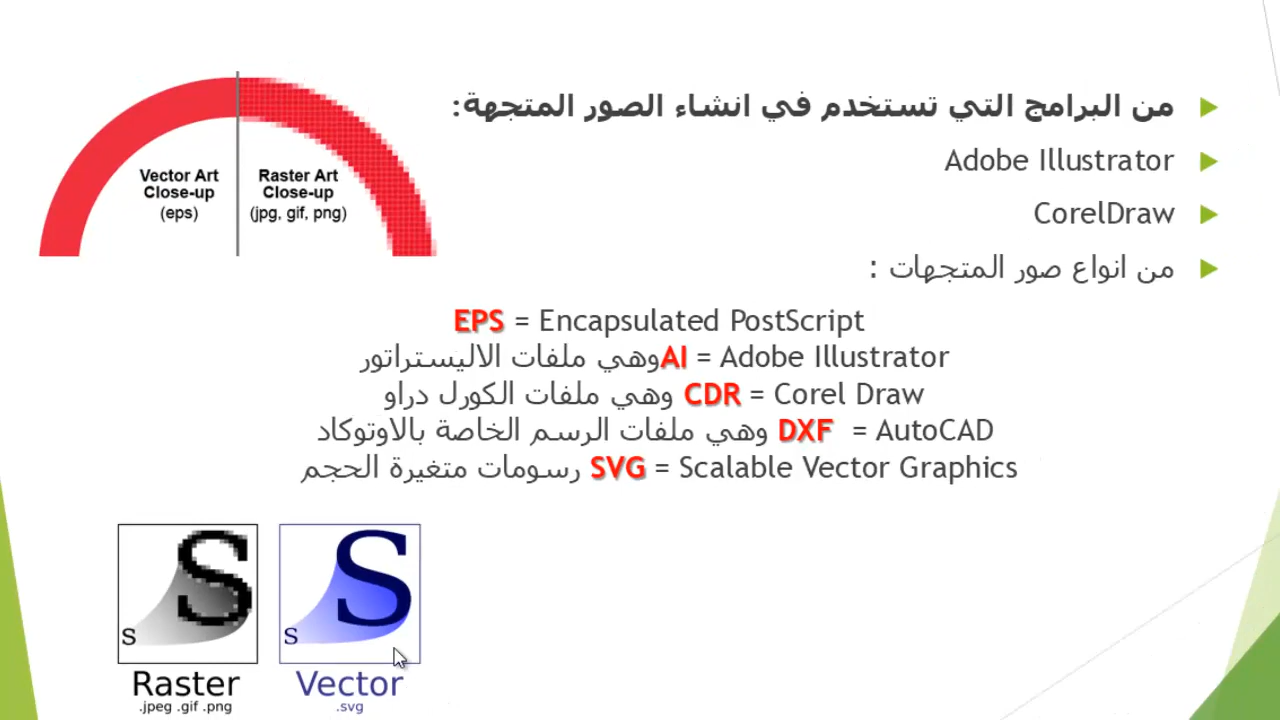 من البرامج التي تستخدم في انشاء الصور المتجهة:
Adobe Illustrator
CorelDraw
من انواع صور المتجهات :
EPS = Encapsulated PostScript
وهي ملفات الاليستراتور AI = Adobe Illustrator
وهي ملفات الكورل دراو CDR = Corel Draw
وهي ملفات الرسم الخاصة بالاوتوكاد DXF = AutoCAD
رسومات متغيرة الحجم SVG = Scalable Vector Graphics
Vector Art
Close-up
(eps)
Raster Art
Close-up
(jpg, gif, png)
S
S
Raster
.jpeg .gif .png
S
S
Vector
.svg